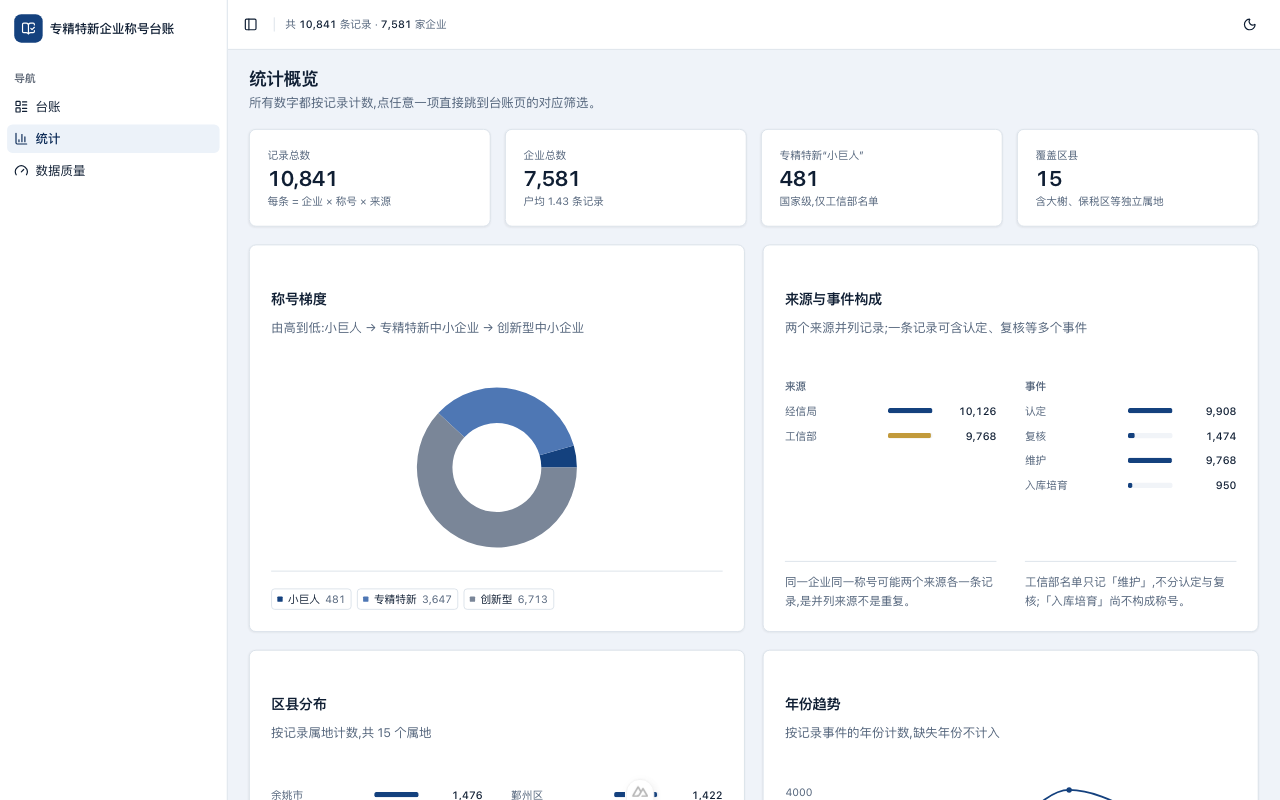 专精特新企业称号台账
共 10,841 条记录 · 7,581 家企业
导航
台账
统计
数据质量
统计概览
所有数字都按记录计数,点任意一项直接跳到台账页的对应筛选。
记录总数
10,841
每条 = 企业 × 称号 × 来源
企业总数
7,581
户均 1.43 条记录
专精特新“小巨人”
481
国家级,仅工信部名单
覆盖区县
15
含大榭、保税区等独立属地
称号梯度
由高到低:小巨人 → 专精特新中小企业 → 创新型中小企业
小巨人 481
专精特新 3,647
创新型 6,713
来源与事件构成
两个来源并列记录;一条记录可含认定、复核等多个事件
来源
经信局 10,126
工信部 9,768
同一企业同一称号可能两个来源各一条记
录,是并列来源不是重复。
事件
认定 9,908
复核 1,474
维护 9,768
入库培育 950
工信部名单只记「维护」,不分认定与复
核;「入库培育」尚不构成称号。
区县分布
按记录属地计数,共 15 个属地
余姚市 1,476
鄞州区 1,422
年份趋势
按记录事件的年份计数,缺失年份不计入
4000